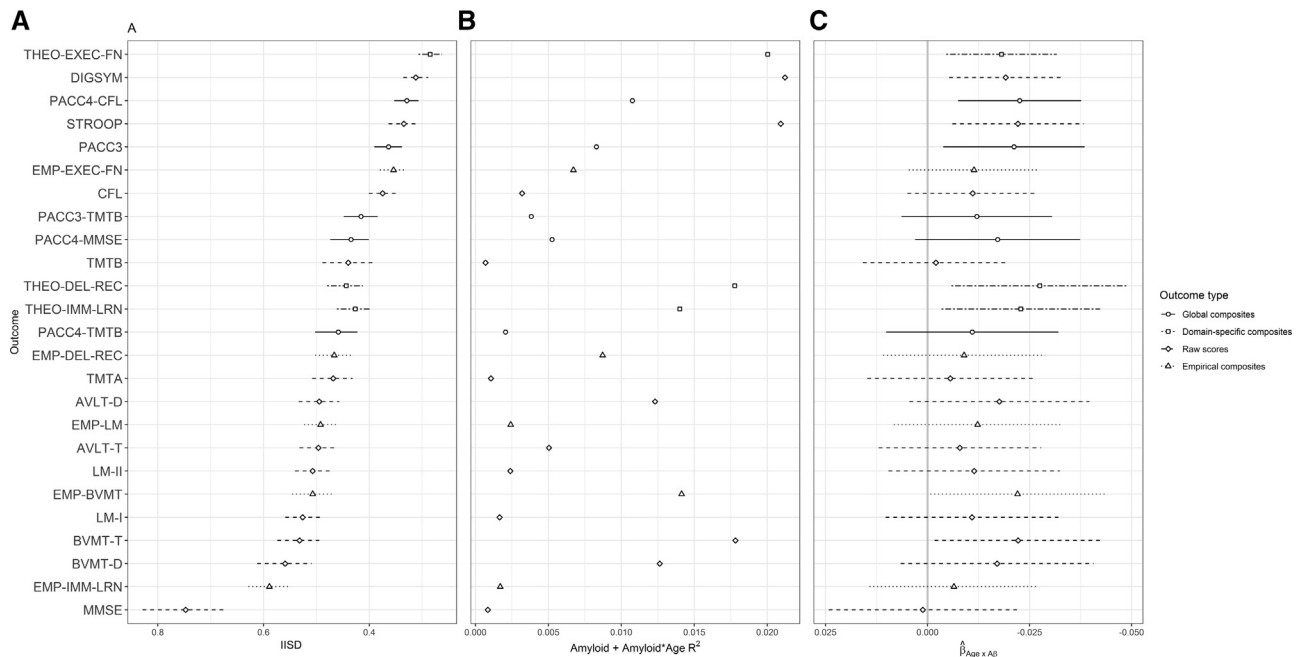 A
B
C
A
THEO-EXEC-FN
DIGSYM
PACC4-CFL
STROOP
PACC3
EMP-EXEC-FN
CFL
PACC3-TMTB
PACC4-MMSE
TMTB
THEO-DEL-REC
THEO-IMM-LRN
PACC4-TMTB
EMP-DEL-REC
TMTA
AVLT-D
EMP-LM
AVLT-T
LM-II
EMP-BVMT
LM-I
BVMT-T
BVMT-D
EMP-IMM-LRN
MMSE
Outcome
0.8 0.6 0.4
IISD
0.000 0.005 0.010 0.015 0.020
Amyloid + Amyloid*Age R²
0.025 0.000 -0.025 -0.050
β̂Age x Aβ
Outcome type
Global composites
Domain-specific composites
Raw scores
Empirical composites